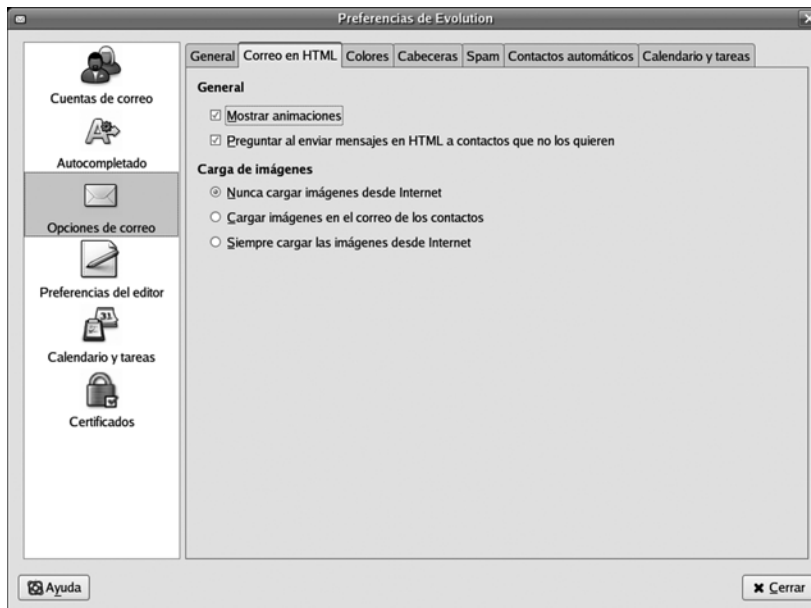 Preferencias de Evolution
Cuentas de correo
Autocompletado
Opciones de correo
Preferencias del editor
31
Calendario y tareas
Certificados
General Correo en HTML Colores Cabeceras Spam Contactos automáticos Calendario y tareas
General
Mostrar animaciones
Preguntar al enviar mensajes en HTML a contactos que no los quieren
Carga de imágenes
Nunca cargar imágenes desde Internet
Cargar imágenes en el correo de los contactos
Siempre cargar las imágenes desde Internet
Ayuda
Cerrar